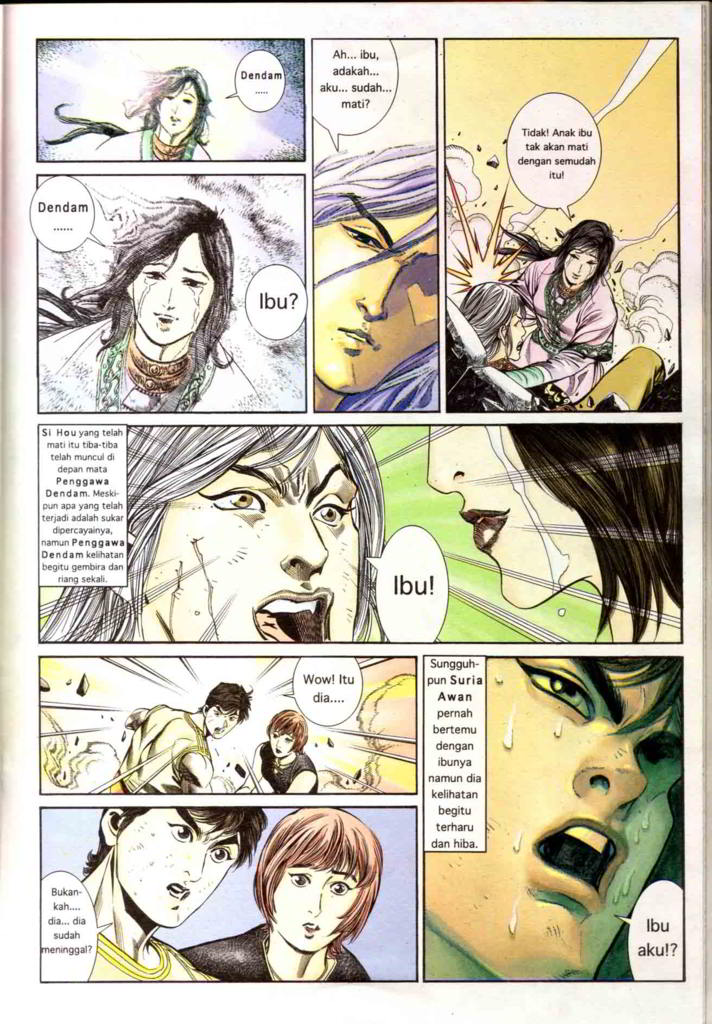 Dendam
.....
Dendam
......
Ibu?
Ah... ibu,
adakah...
aku... sudah...
mati?
Tidak! Anak ibu
tak akan mati
dengan semudah
itu!
Si Hou yang telah
mati itu tiba-tiba
telah muncul di
depan mata
Penggawa
Dendam. Meski-
pun apa yang telah
terjadi adalah sukar
dipercayainya,
namun Penggawa
Dendam kelihatan
begitu gembira dan
riang sekali.
Ibu!
Wow! Itu
dia....
Bukan-
kah....
dia... dia
sudah
meninggal?
Sungguh-
pun Suria
Awan
pernah
bertemu
dengan
ibunya
namun dia
kelihatan
begitu
terharu
dan hiba.
Ibu
aku!?